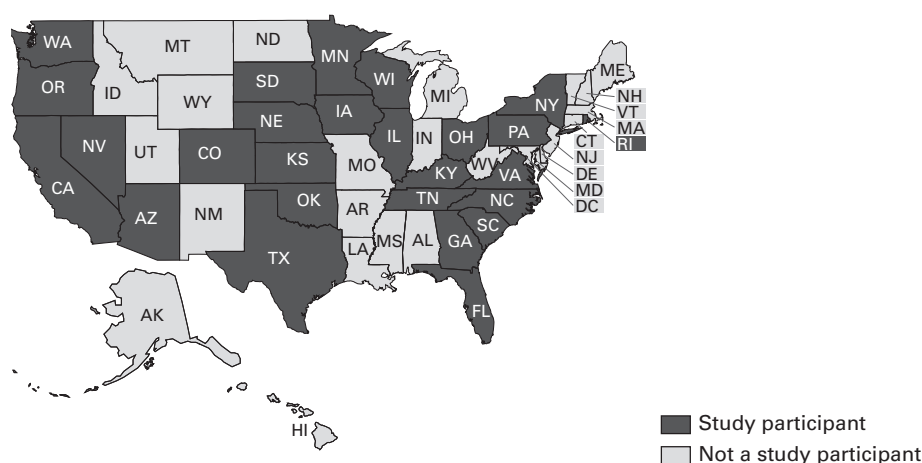 WA
MT
ND
MN
OR
ID
WY
SD
WI
MI
NY
ME
NH
VT
MA
RI
CT
NJ
DE
MD
DC
NV
UT
CO
NE
IA
IL
IN
OH
PA
CA
KS
MO
KY
WV
VA
AZ
NM
OK
AR
TN
NC
SC
TX
LA
MS
AL
GA
FL
AK
HI
Study participant
Not a study participant